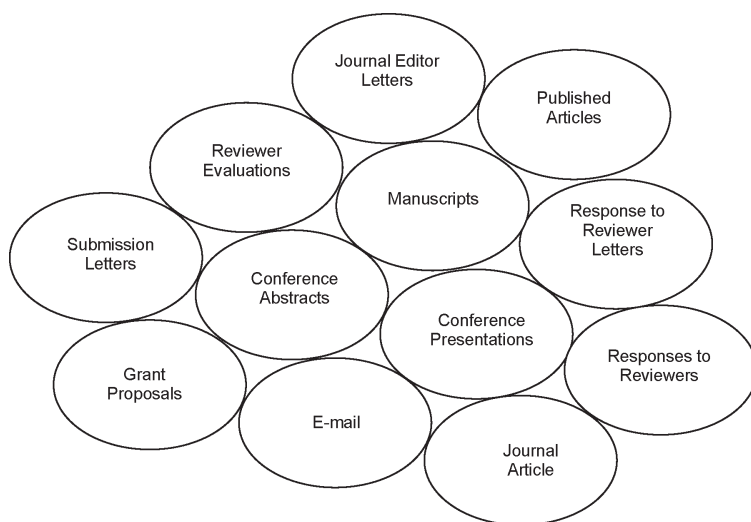 Journal Editor
Letters
Published
Articles
Reviewer
Evaluations
Manuscripts
Response to
Reviewer
Letters
Submission
Letters
Conference
Abstracts
Conference
Presentations
Responses to
Reviewers
Grant
Proposals
E-mail
Journal
Article